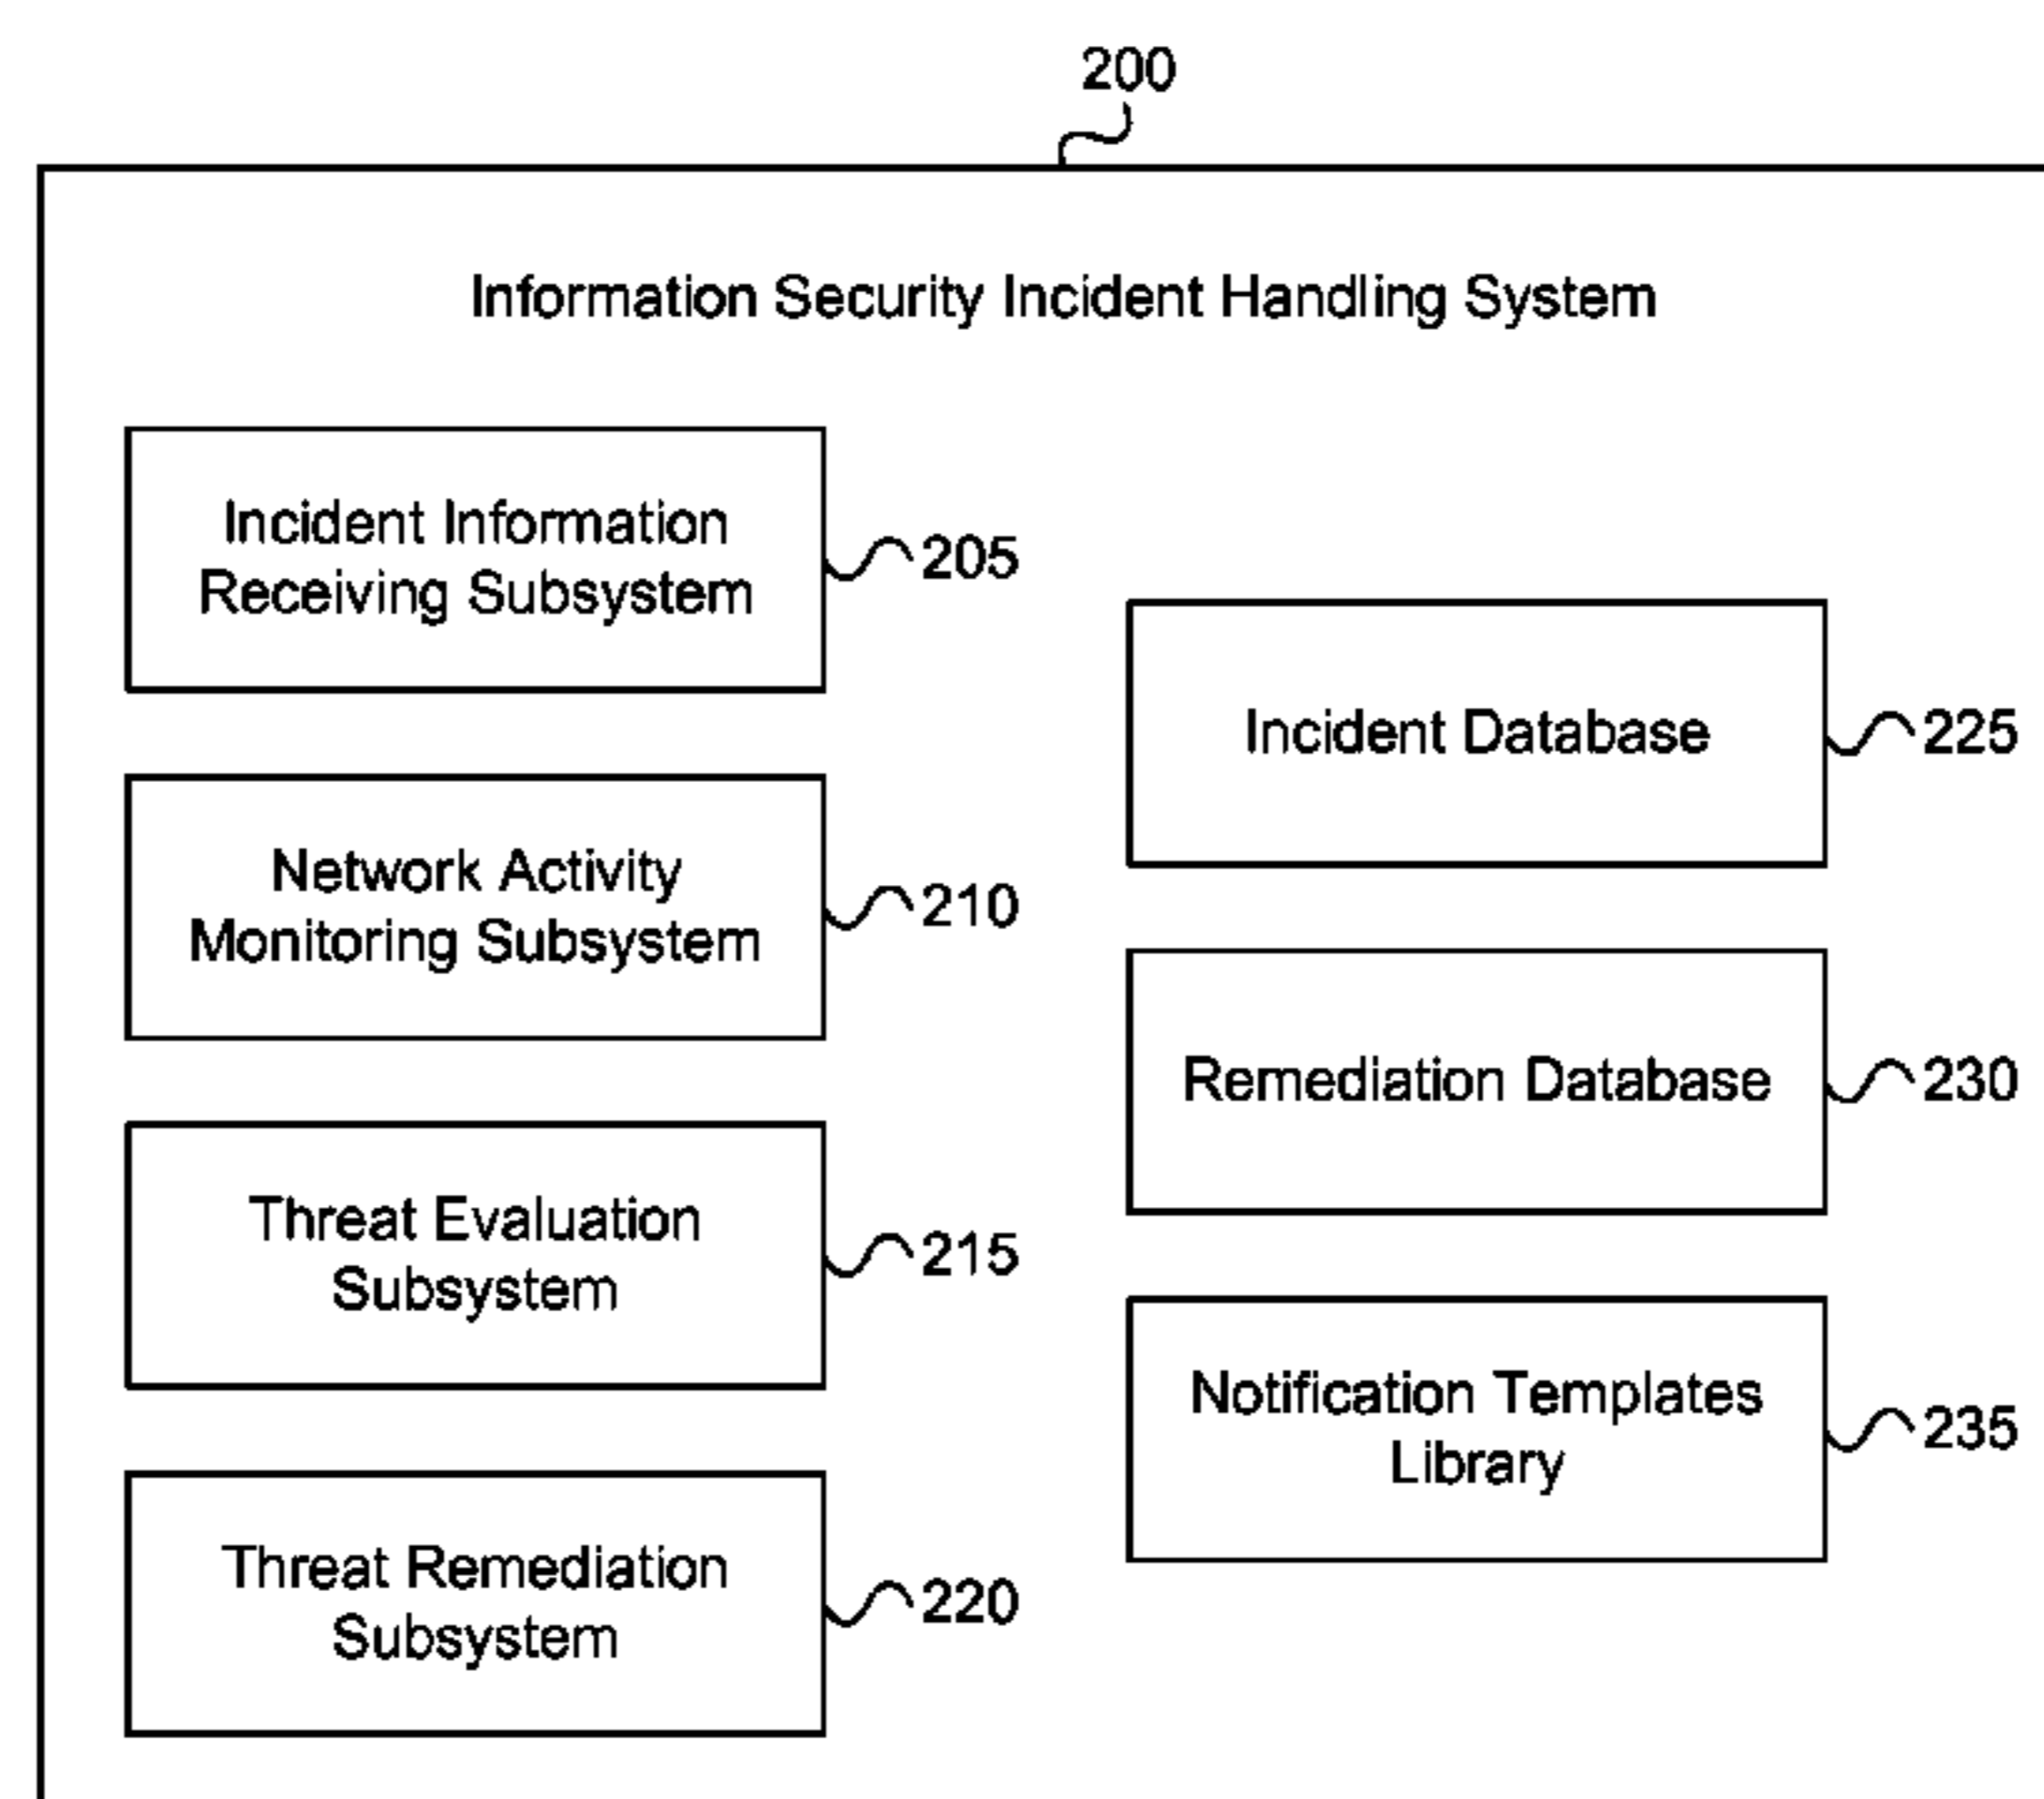 200
Information Security Incident Handling System
Incident Information
Receiving Subsystem
205
Network Activity
Monitoring Subsystem
210
Threat Evaluation
Subsystem
215
Threat Remediation
Subsystem
220
Incident Database
225
Remediation Database
230
Notification Templates
Library
235